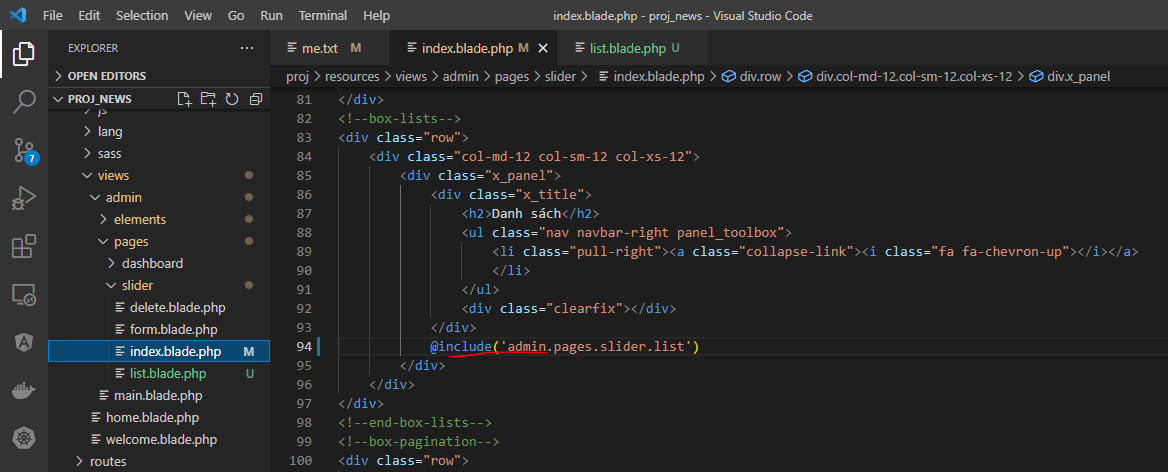 File Edit Selection View Go Run Terminal Help index.blade.php - proj_news - Visual Studio Code
EXPLORER ...
me.txt M index.blade.php M list.blade.php U
OPEN EDITORS
proj > resources > views > admin > pages > slider > index.blade.php > div.row > div.col-md-12.col-sm-12.col-xs-12 > div.x_panel
PROJ_NEWS
js
lang
sass
views
admin
elements
pages
dashboard
slider
delete.blade.php
form.blade.php
index.blade.php M
list.blade.php U
main.blade.php
home.blade.php
welcome.blade.php
routes
7
81 </div>
82 <!--box-lists-->
83 <div class="row">
84 <div class="col-md-12 col-sm-12 col-xs-12">
85 <div class="x_panel">
86 <div class="x_title">
87 <h2>Danh sách</h2>
88 <ul class="nav navbar-right panel_toolbox">
89 <li class="pull-right"><a class="collapse-link"><i class="fa fa-chevron-up"></i></a>
90 </li>
91 </ul>
92 <div class="clearfix"></div>
93 </div>
94 @include('admin.pages.slider.list')
95 </div>
96 </div>
97 </div>
98 <!--end-box-lists-->
99 <!--box-pagination-->
100 <div class="row">